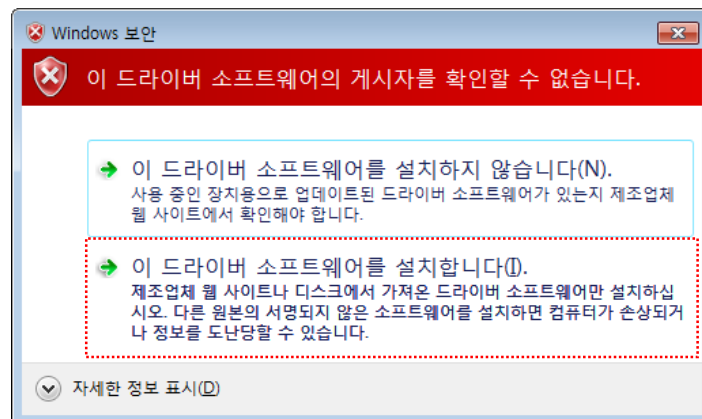 Windows 보안
이 드라이버 소프트웨어의 게시자를 확인할 수 없습니다.
이 드라이버 소프트웨어를 설치하지 않습니다(N).
사용 중인 장치용으로 업데이트된 드라이버 소프트웨어가 있는지 제조업체
웹 사이트에서 확인해야 합니다.
이 드라이버 소프트웨어를 설치합니다(I).
제조업체 웹 사이트나 디스크에서 가져온 드라이버 소프트웨어만 설치하십
시오. 다른 원본의 서명되지 않은 소프트웨어를 설치하면 컴퓨터가 손상되거
나 정보를 도난당할 수 있습니다.
자세한 정보 표시(D)